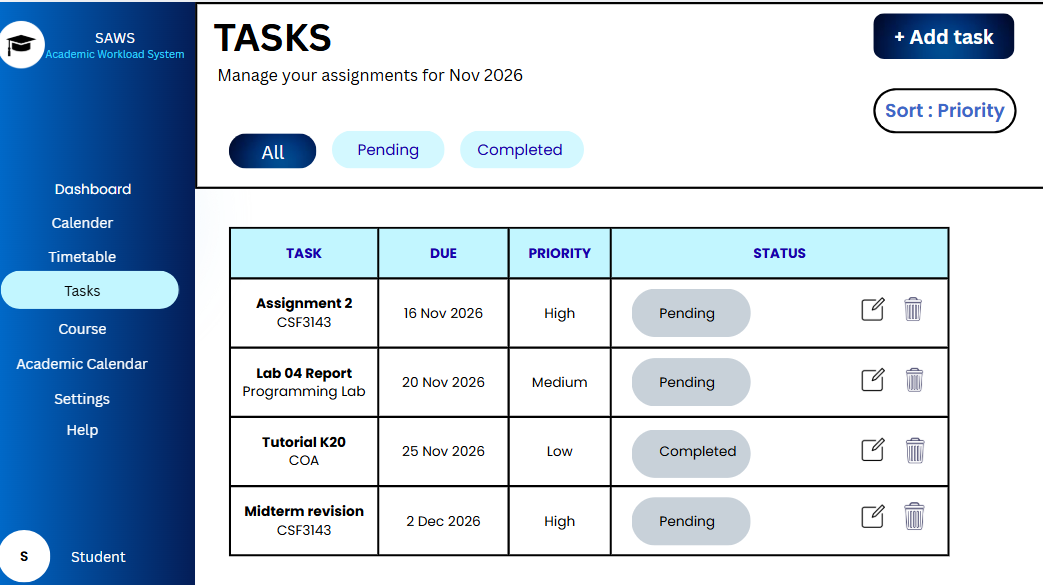 SAWS
Academic Workload System
Dashboard
Calender
Timetable
Tasks
Course
Academic Calendar
Settings
Help
S
Student
TASKS
Manage your assignments for Nov 2026
+ Add task
Sort : Priority
All
Pending
Completed
TASK DUE PRIORITY STATUS
Assignment 2
CSF3143
16 Nov 2026
High
Pending
Lab 04 Report
Programming Lab
20 Nov 2026
Medium
Pending
Tutorial K20
COA
25 Nov 2026
Low
Completed
Midterm revision
CSF3143
2 Dec 2026
High
Pending